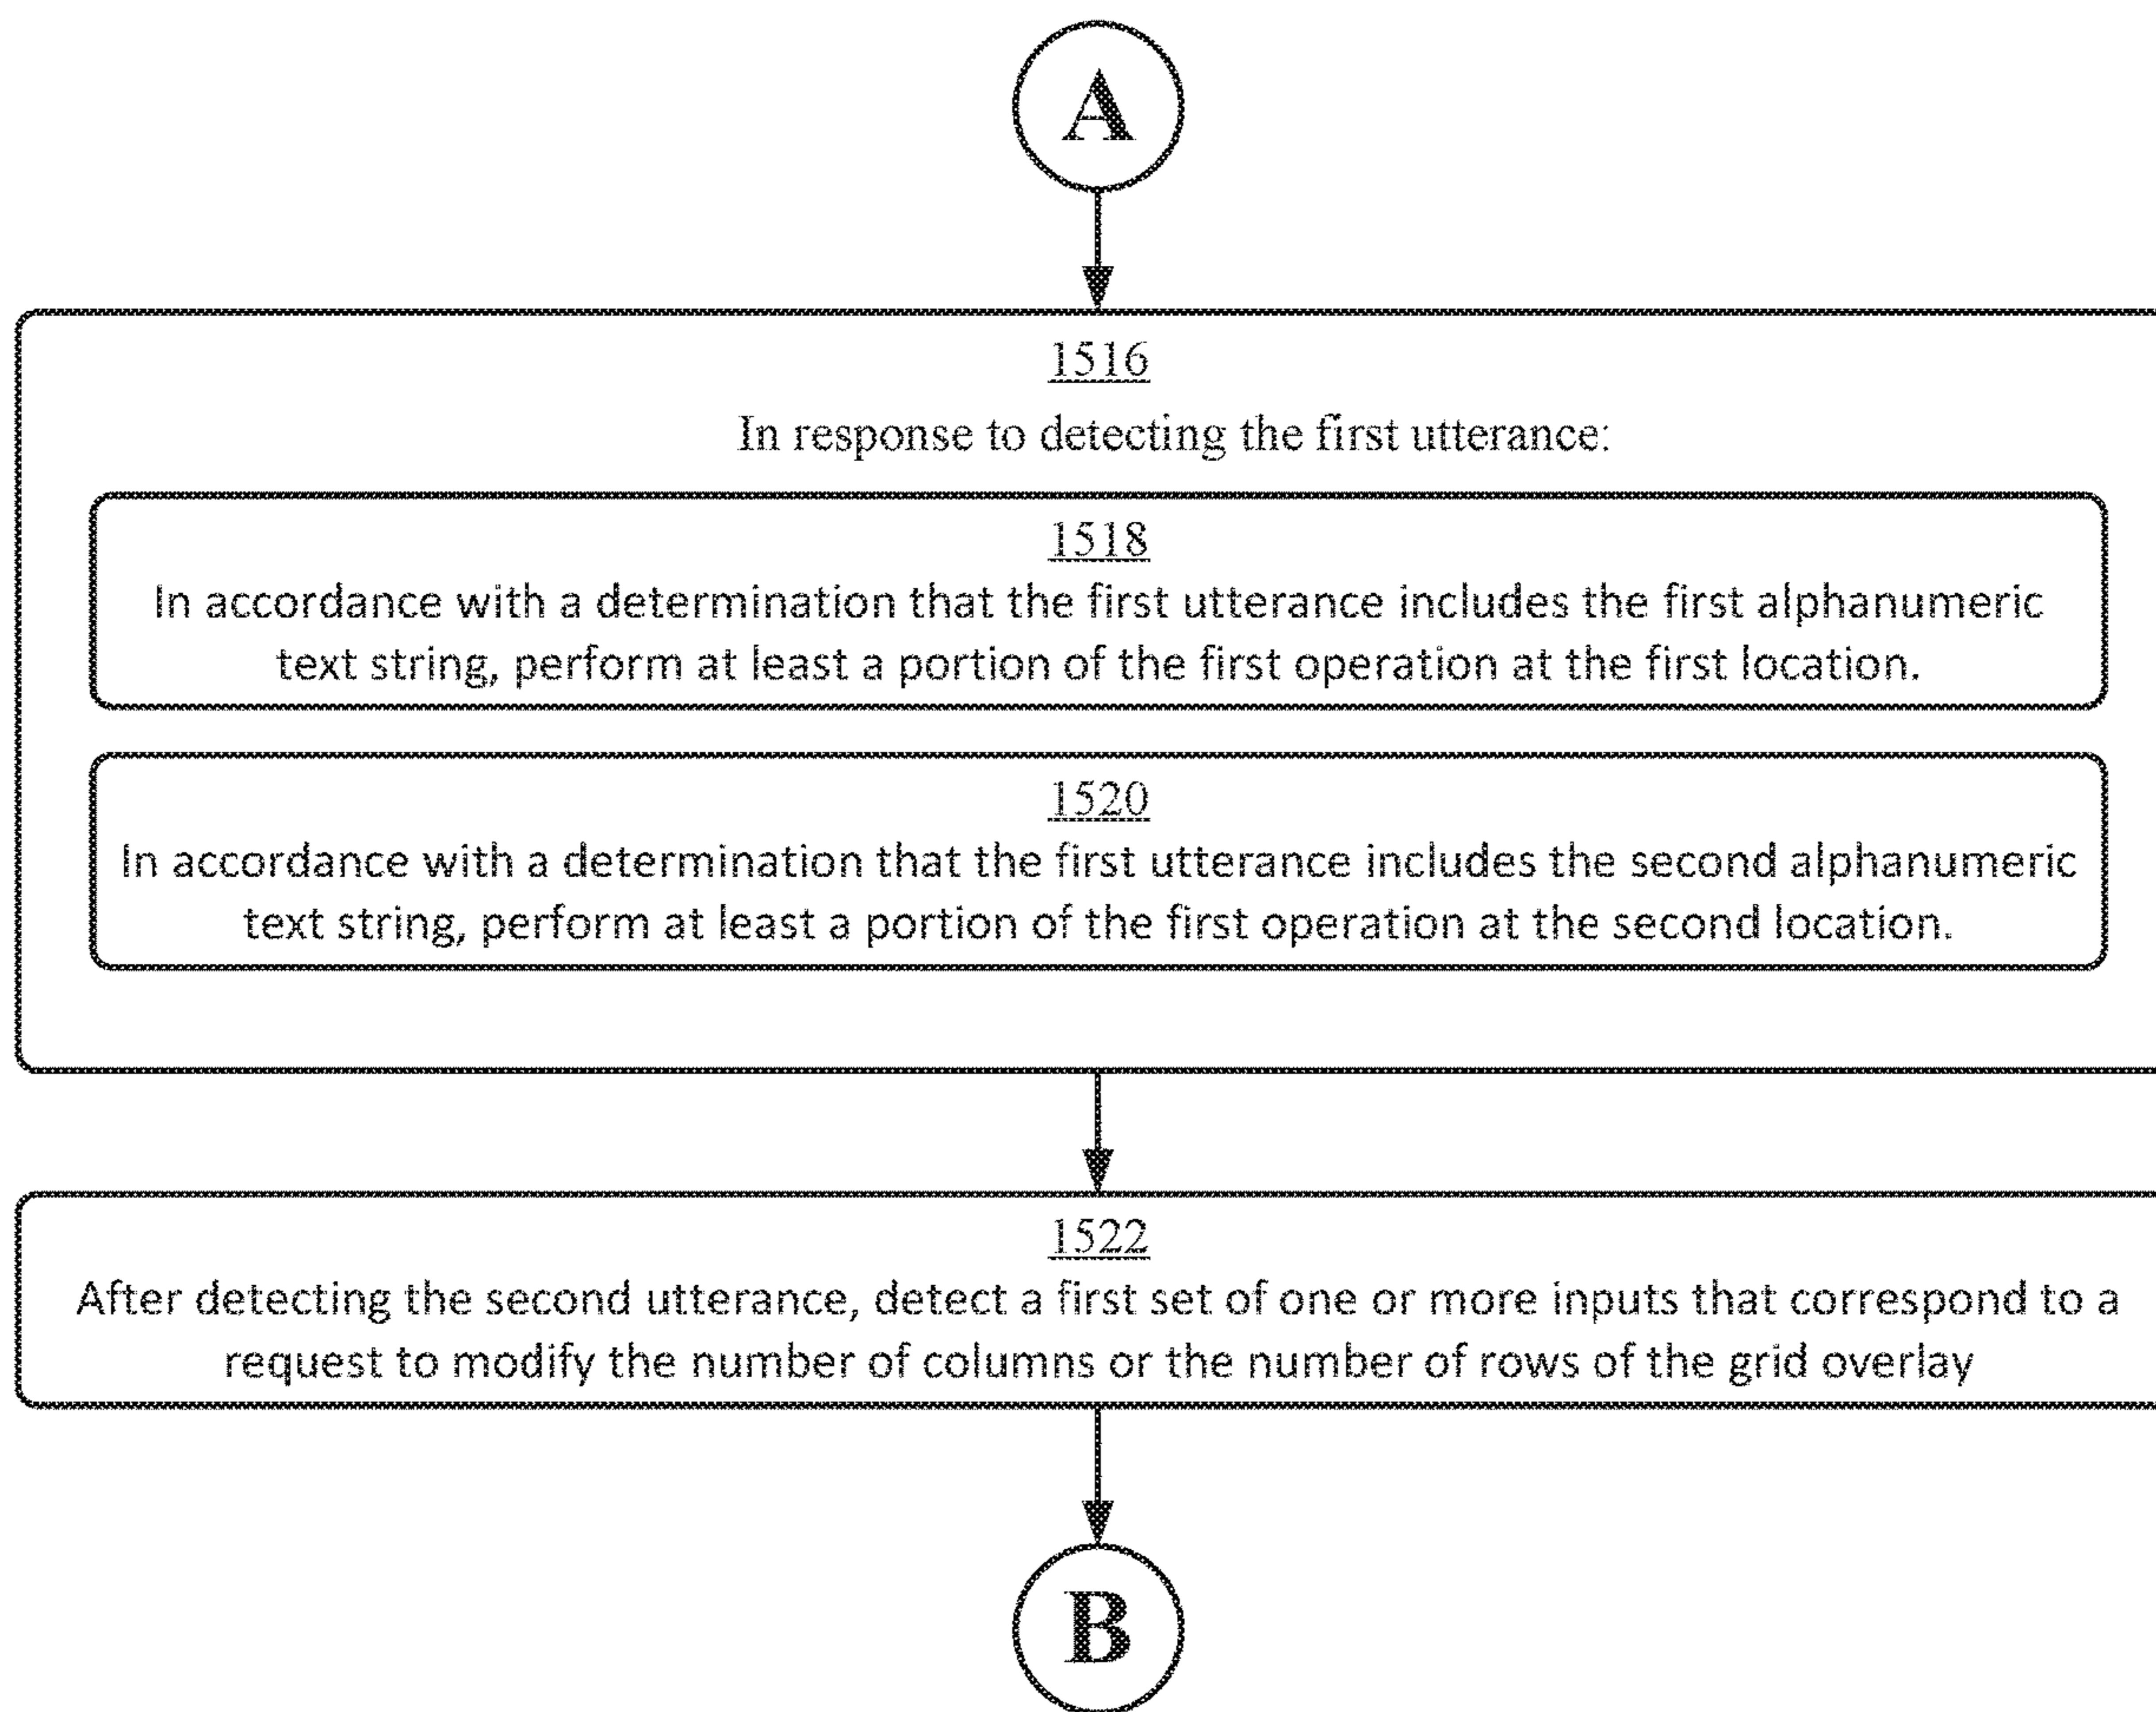 A
1516
In response to detecting the first utterance:
1518
In accordance with a determination that the first utterance includes the first alphanumeric
text string, perform at least a portion of the first operation at the first location.
1520
In accordance with a determination that the first utterance includes the second alphanumeric
text string, perform at least a portion of the first operation at the second location.
1522
After detecting the second utterance, detect a first set of one or more inputs that correspond to a
request to modify the number of columns or the number of rows of the grid overlay
B